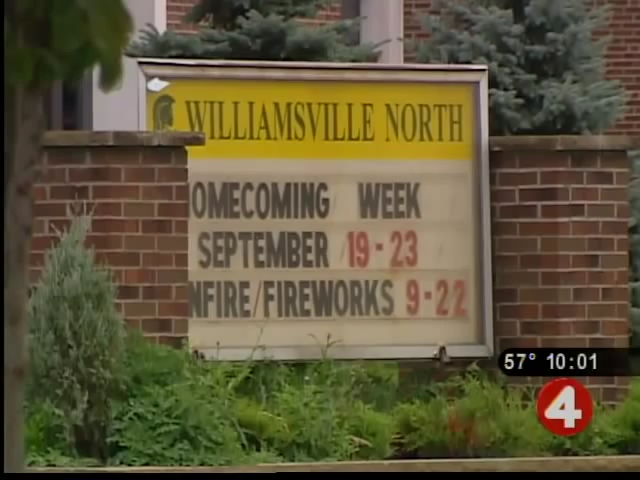 WILLIAMSVILLE NORTH
OMECOMING WEEK
SEPTEMBER 19-23
NFIRE/FIREWORKS 9-22
57° 10:01
4